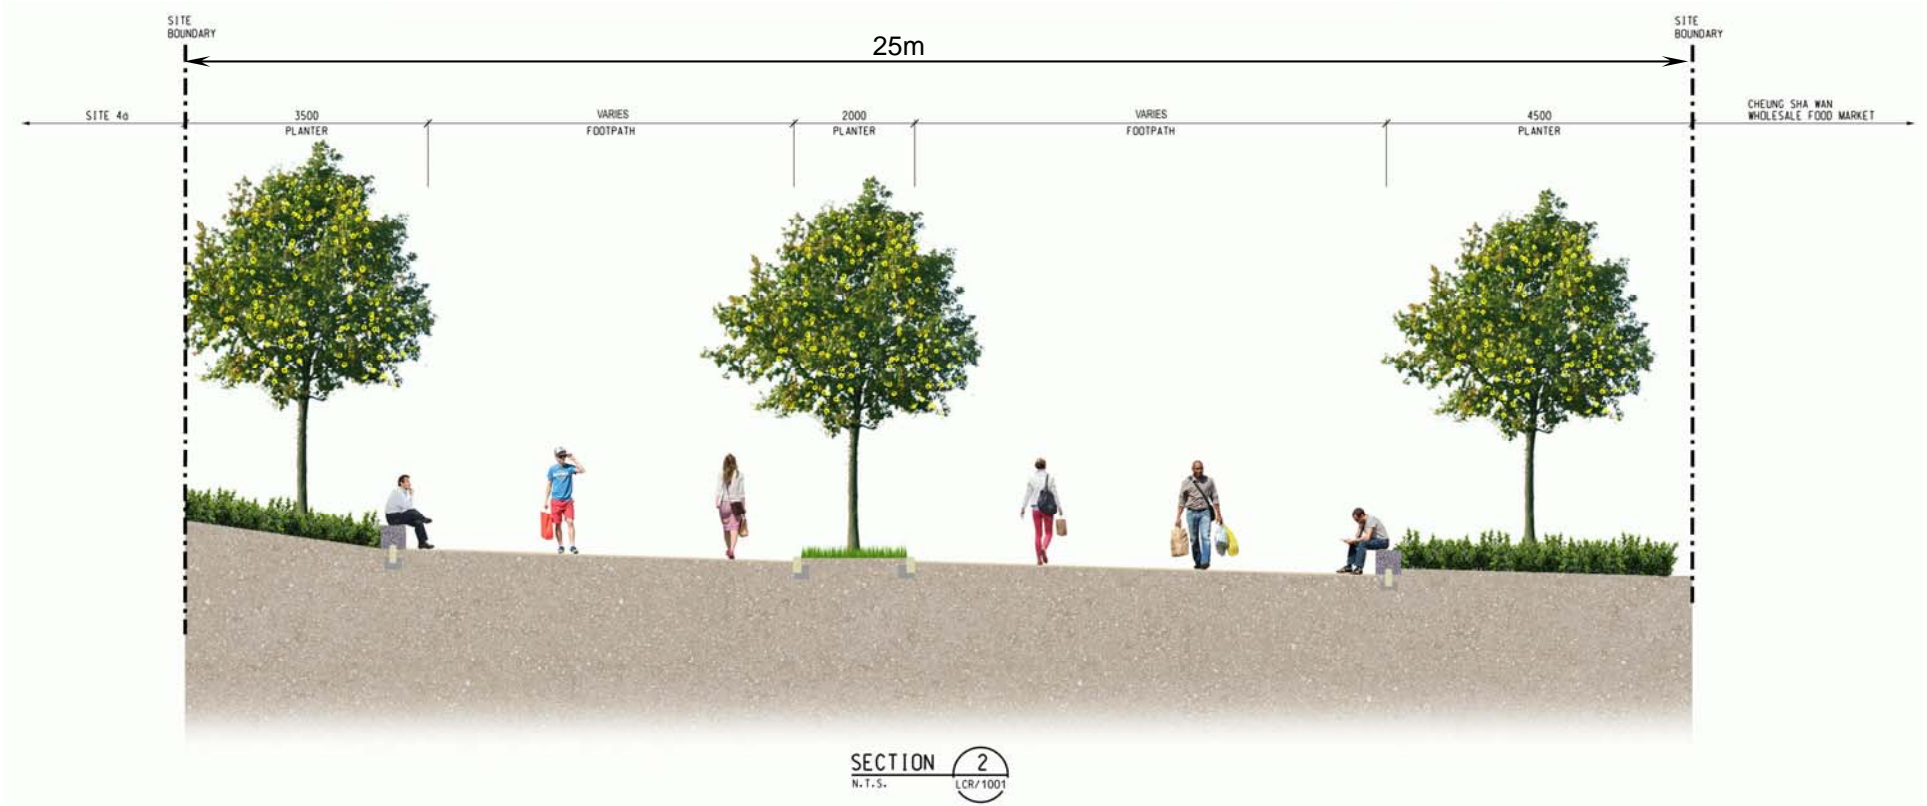 SITE
BOUNDARY
SITE
BOUNDARY
25m
SITE 4a
3500
PLANTER
VARIES
FOOTPATH
2000
PLANTER
VARIES
FOOTPATH
4500
PLANTER
CHEUNG SHA WAN
WHOLESALE FOOD MARKET
SECTION 2
N.T.S. LCR/1001